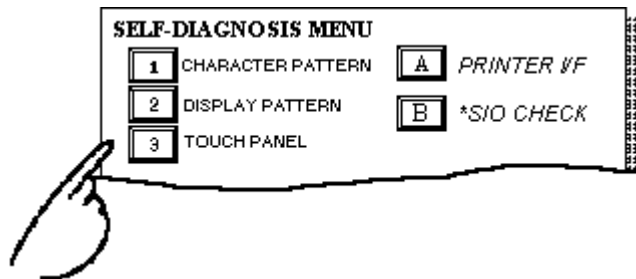 SELF-DIAGNOSIS MENU
1 CHARACTER PATTERN
2 DISPLAY PATTERN
3 TOUCH PANEL
A PRINTER I/F
B *SIO CHECK